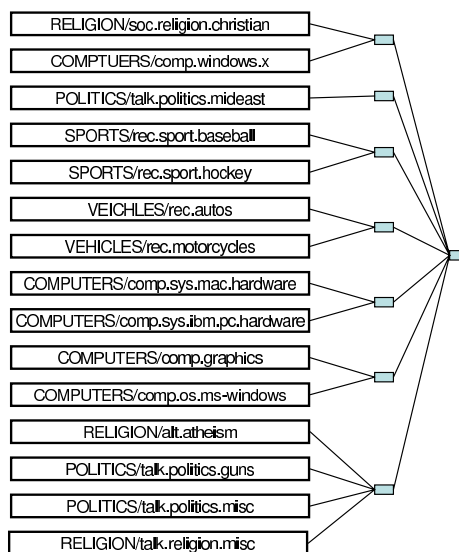 RELIGION/soc.religion.christian
COMPTUERS/comp.windows.x
POLITICS/talk.politics.mideast
SPORTS/rec.sport.baseball
SPORTS/rec.sport.hockey
VEICHLES/rec.autos
VEHICLES/rec.motorcycles
COMPUTERS/comp.sys.mac.hardware
COMPUTERS/comp.sys.ibm.pc.hardware
COMPUTERS/comp.graphics
COMPUTERS/comp.os.ms-windows
RELIGION/alt.atheism
POLITICS/talk.politics.guns
POLITICS/talk.politics.misc
RELIGION/talk.religion.misc